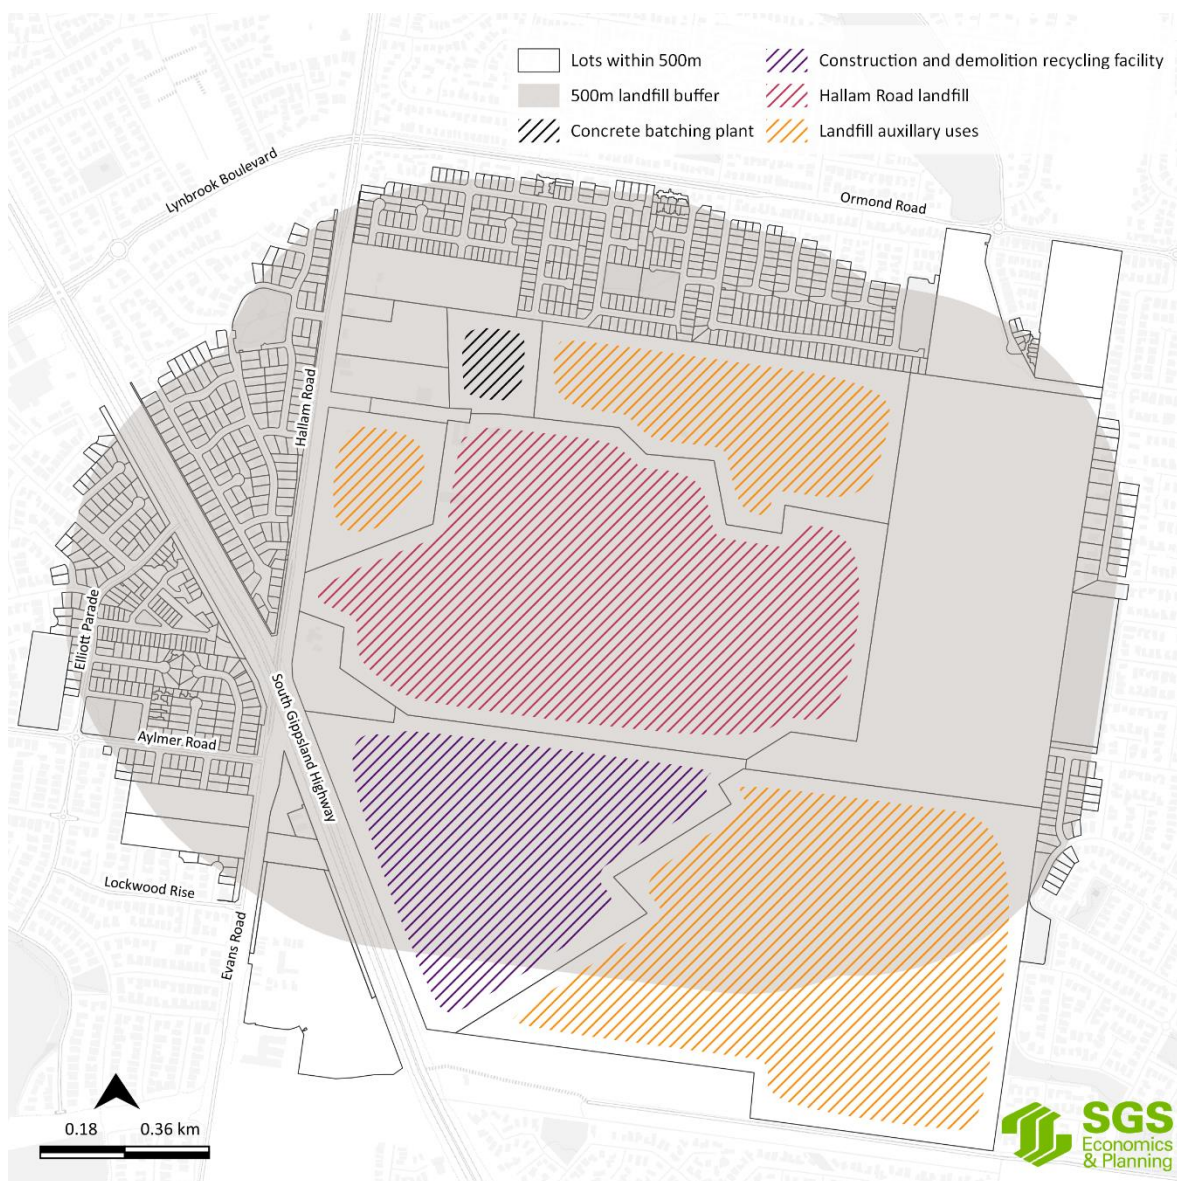 Lots within 500m
500m landfill buffer
Concrete batching plant
Construction and demolition recycling facility
Hallam Road landfill
Landfill auxillary uses
Lynbrook Boulevard
Ormond Road
Hallam Road
Elliott Parade
South Gippsland Highway
Aylmer Road
Lockwood Rise
Evans Road
0.18 0.36 km
SGS
Economics
& Planning